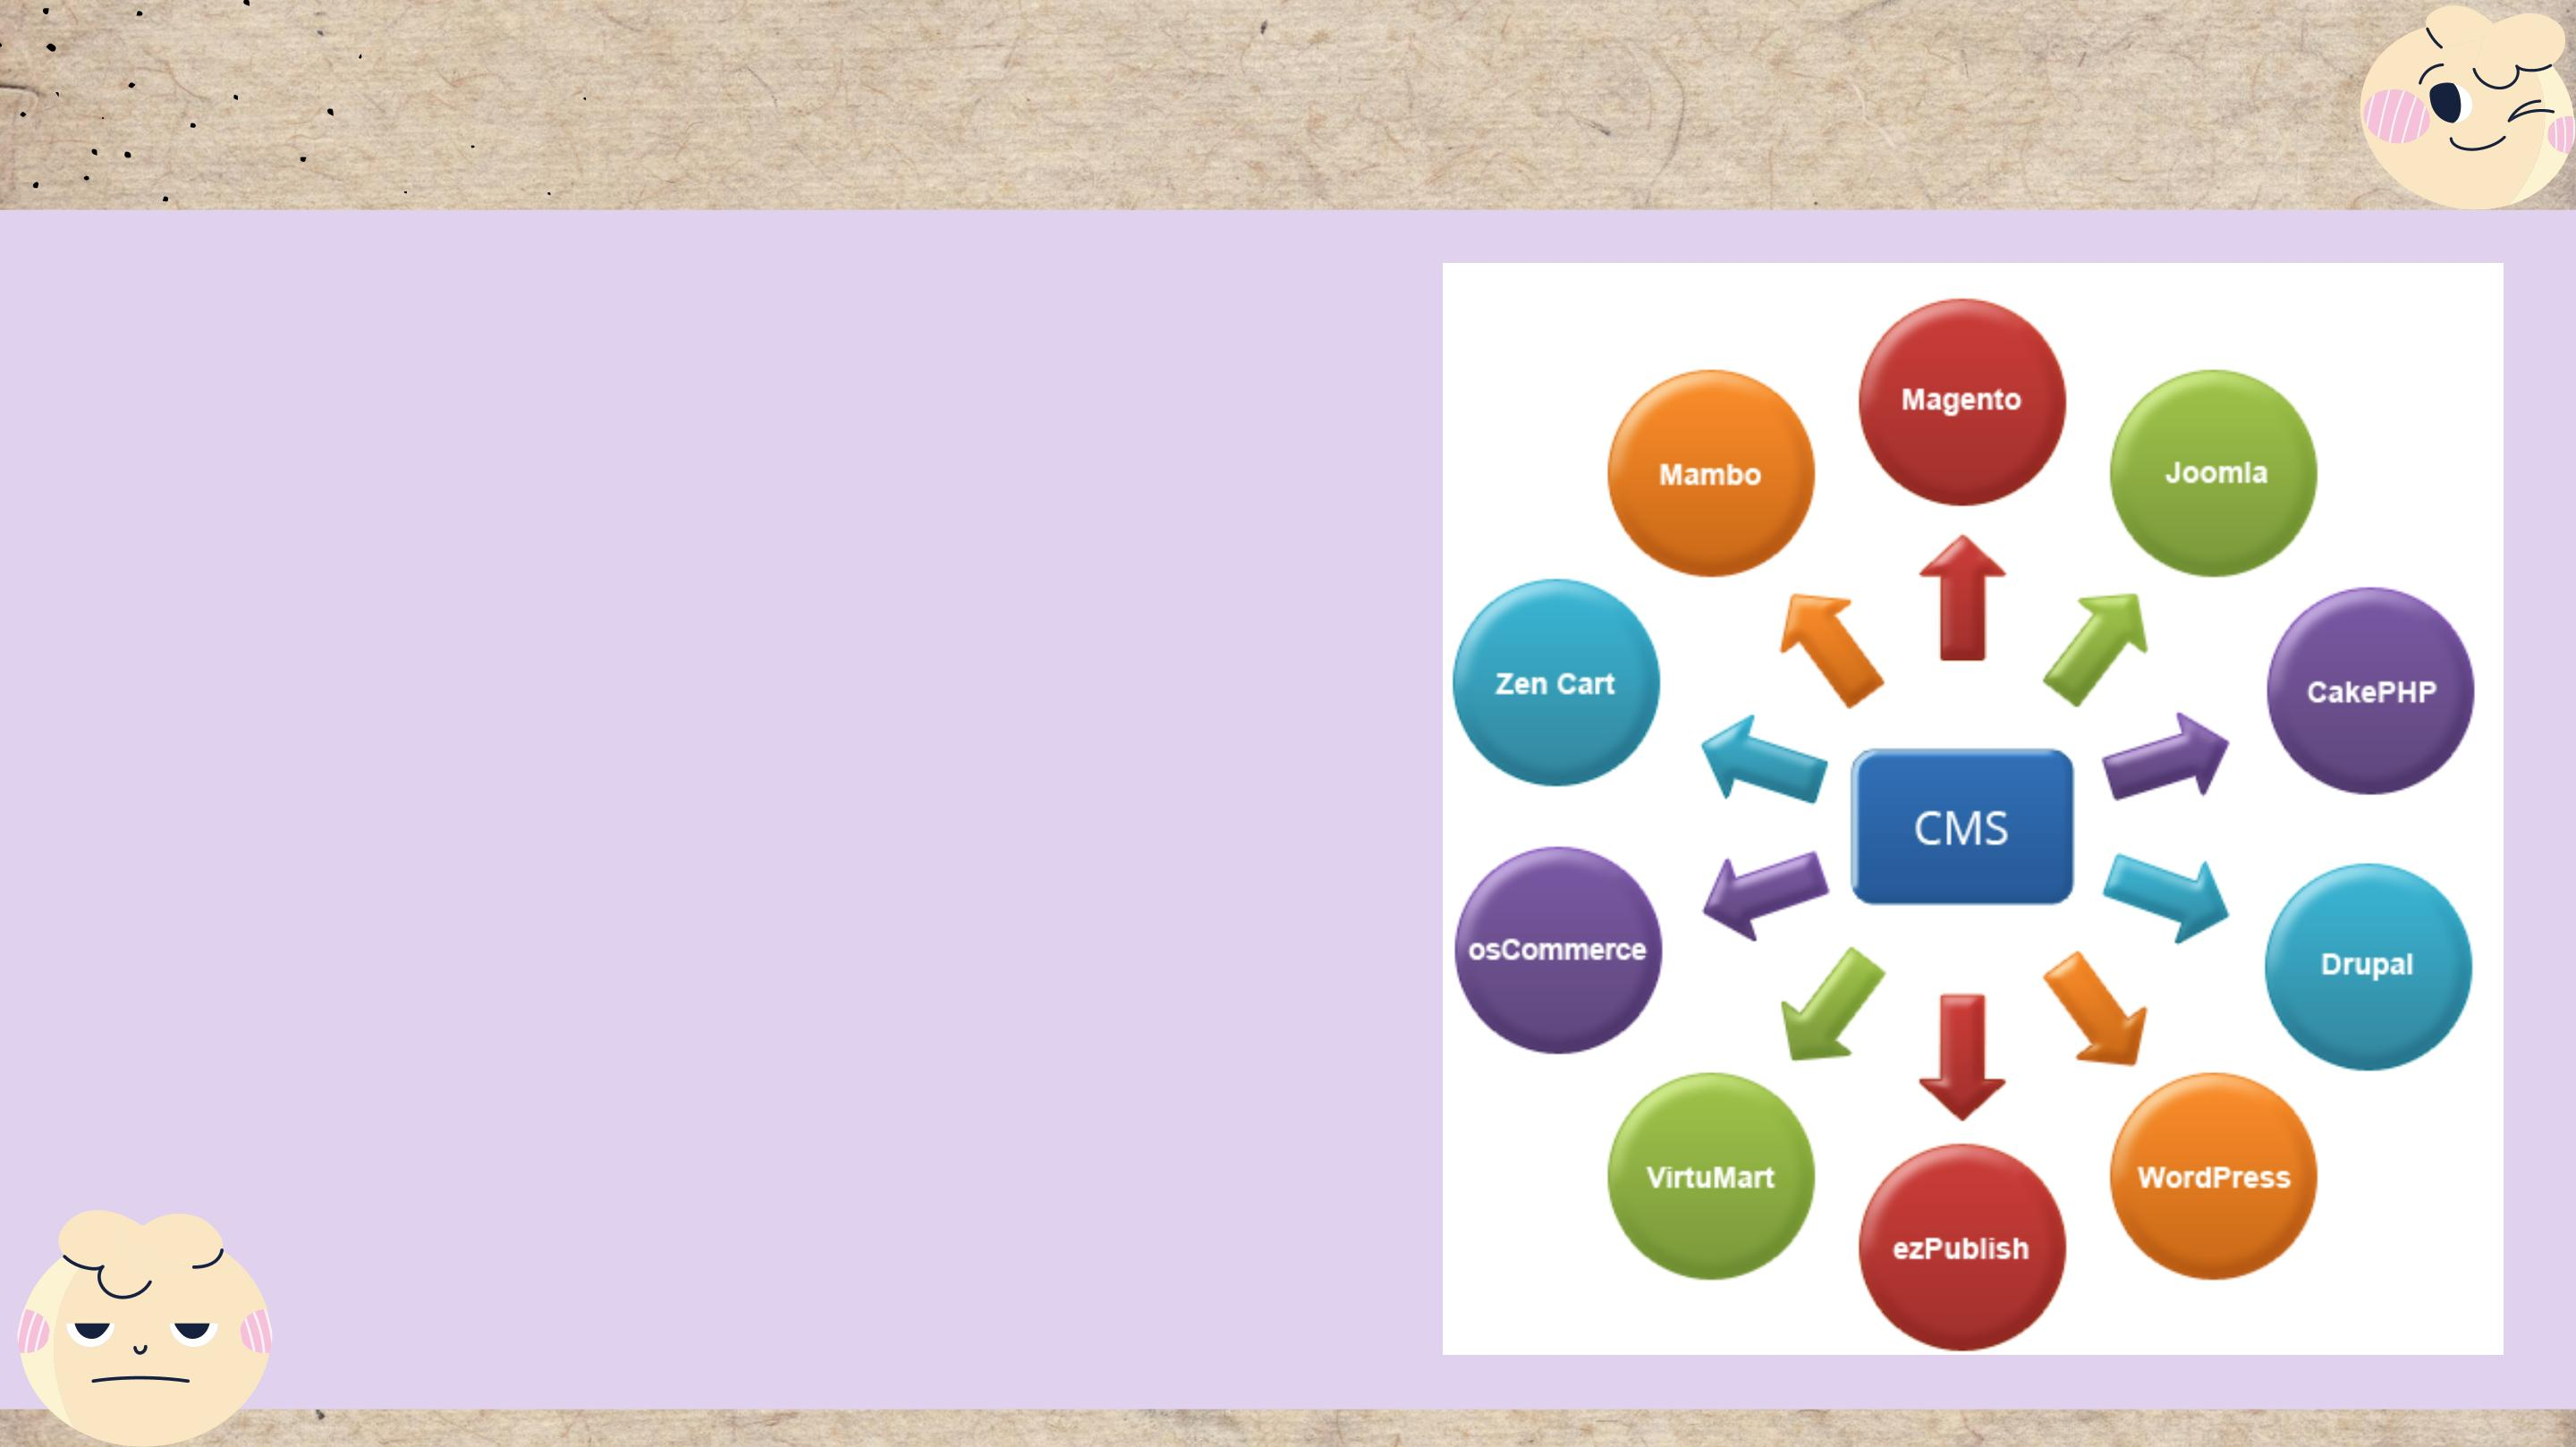 Magento
Mambo
Joomla
Zen Cart
CakePHP
CMS
osCommerce
Drupal
VirtuMart
WordPress
ezPublish